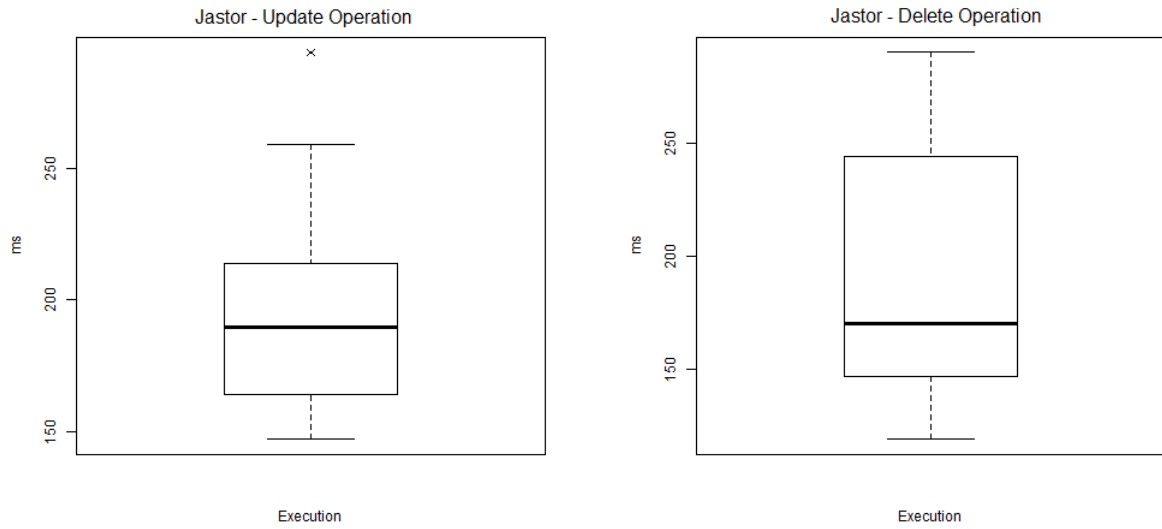 Jastor - Update Operation
250
200
150
ms
Execution
Jastor - Delete Operation
250
200
150
ms
Execution